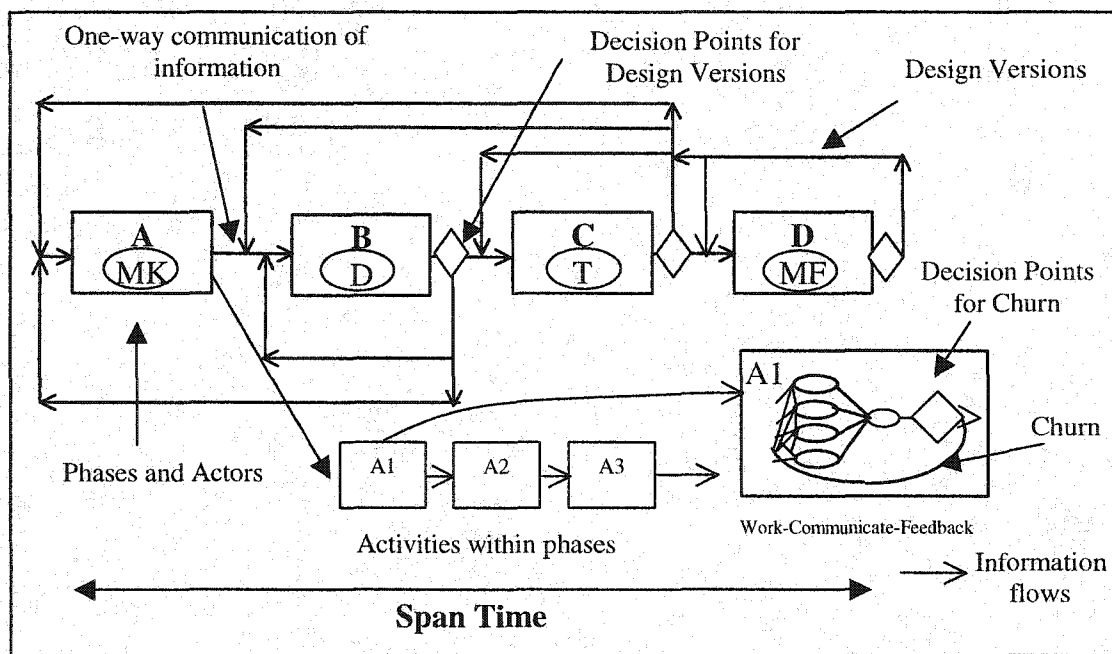 One-way communication of
information
Decision Points for
Design Versions
Design Versions
A
MK
B
D
C
T
D
MF
Decision Points
for Churn
A1
Churn
Phases and Actors
A1
A2
A3
Work-Communicate-Feedback
Activities within phases
Information
flows
Span Time